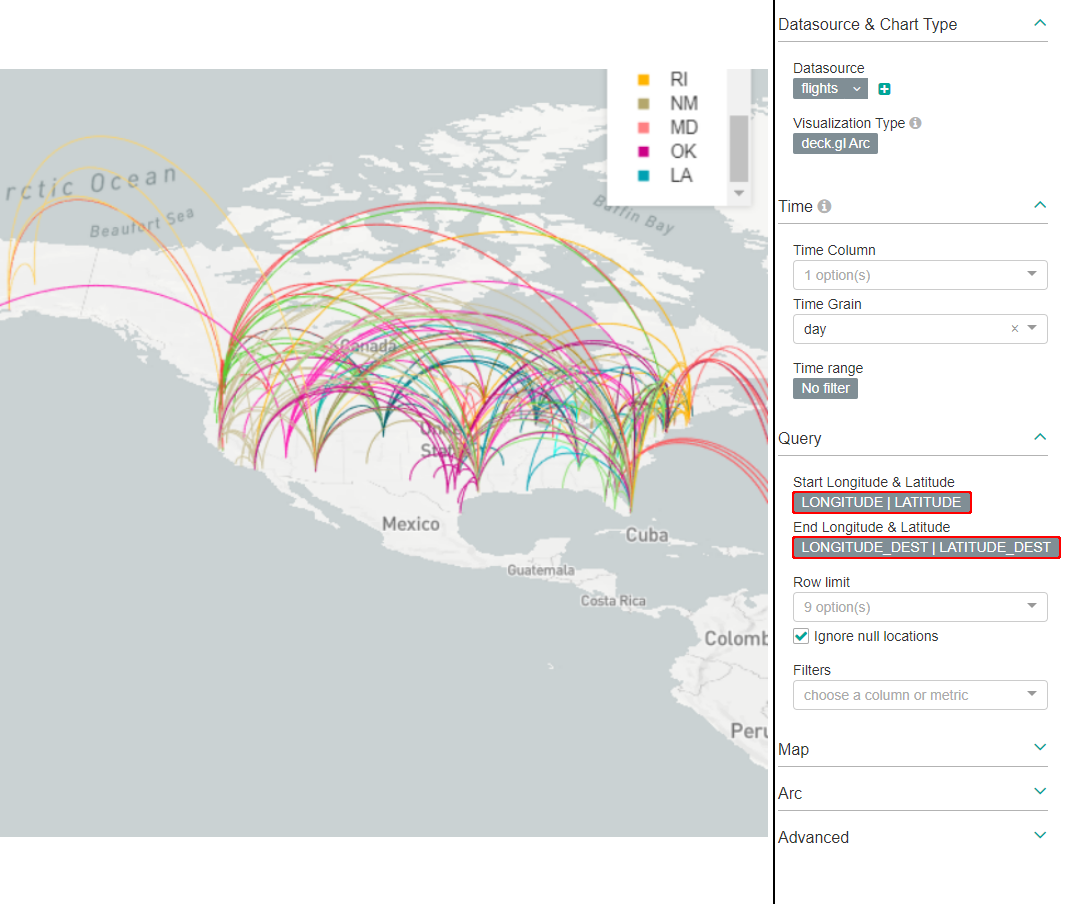 rctic Ocean
Beaufort Sea
Baffin Bay
Canada
Mexico
Cuba
Guatemala
Costa Rica
Colomb
Peru
RI
NM
MD
OK
LA
Datasource & Chart Type
Datasource
flights
Visualization Type
deck.gl Arc
Time
Time Column
1 option(s)
Time Grain
day
Time range
No filter
Query
Start Longitude & Latitude
LONGITUDE | LATITUDE
End Longitude & Latitude
LONGITUDE_DEST | LATITUDE_DEST
Row limit
9 option(s)
Ignore null locations
Filters
choose a column or metric
Map
Arc
Advanced